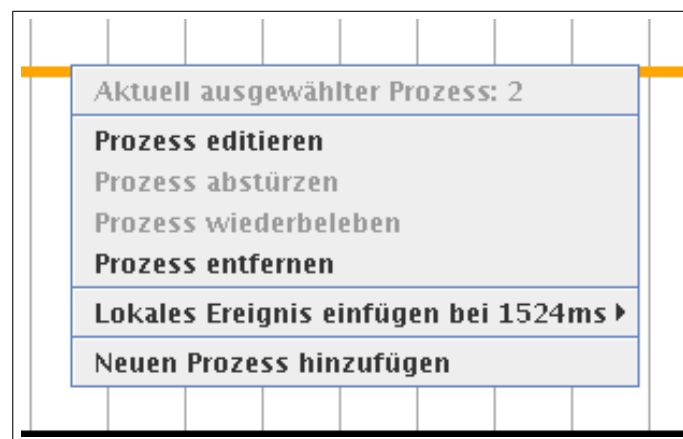 Aktuell ausgewählter Prozess: 2
Prozess editieren
Prozess abstürzen
Prozess wiederbeleben
Prozess entfernen
Lokales Ereignis einfügen bei 1524ms
Neuen Prozess hinzufügen